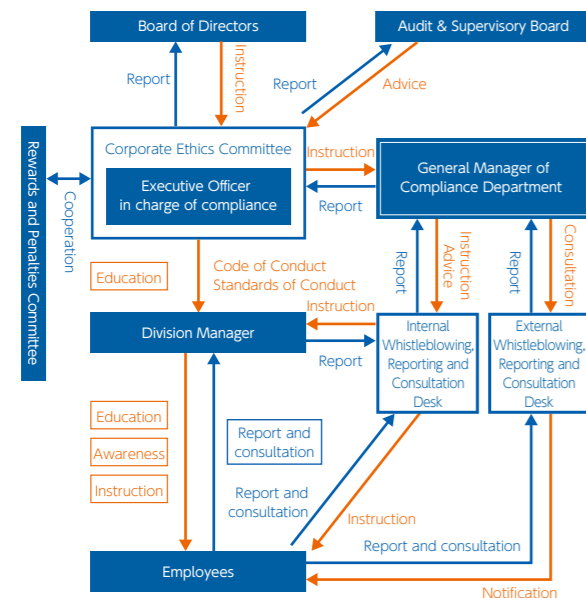 Board of Directors
Audit & Supervisory Board
Report
Instruction
Report
Advice
Rewards and Penalties Committee
Cooperation
Corporate Ethics Committee
Executive Officer
in charge of compliance
Instruction
Report
General Manager of
Compliance Department
Education
Code of Conduct
Standards of Conduct
Report
Instruction
Advice
Report
Consultation
Division Manager
Instruction
Report
Internal
Whistleblowing,
Reporting and
Consultation
Desk
External
Whistleblowing,
Reporting and
Consultation
Desk
Education
Awareness
Instruction
Report and
consultation
Report and
consultation
Instruction
Report and consultation
Employees
Notification